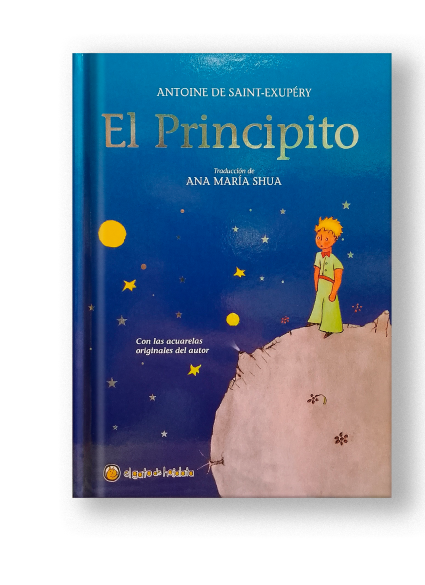 ANTOINE DE SAINT-EXUPÉRY
El Principito
Traducción de
ANA MARÍA SHUA
Con las acuarelas
originales del autor
el gato de hojalata